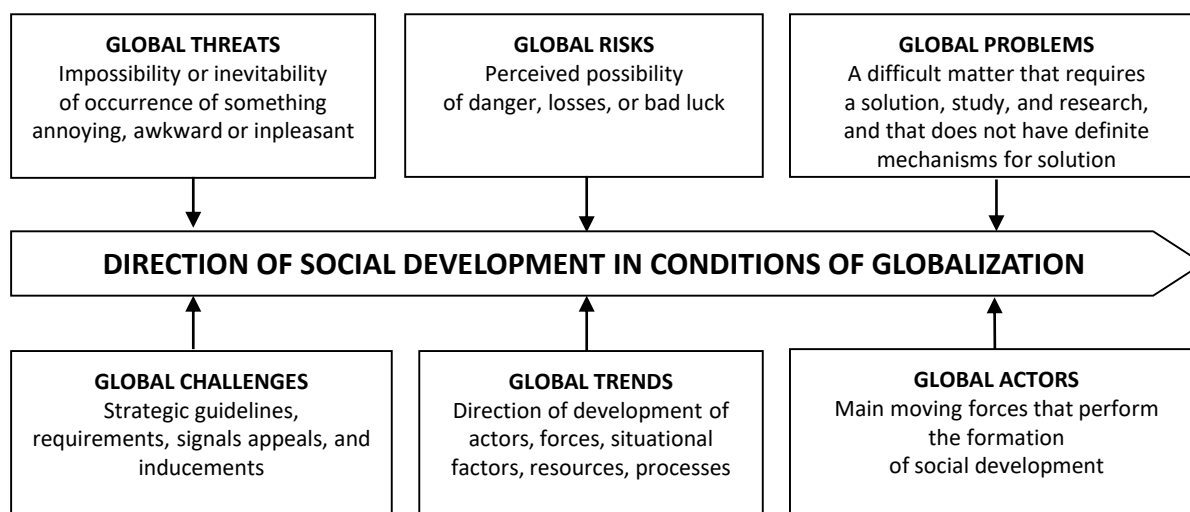 GLOBAL THREATS
Impossibility or inevitability
of occurrence of something
annoying, awkward or inpleasant
GLOBAL RISKS
Perceived possibility
of danger, losses, or bad luck
GLOBAL PROBLEMS
A difficult matter that requires
a solution, study, and research,
and that does not have definite
mechanisms for solution
DIRECTION OF SOCIAL DEVELOPMENT IN CONDITIONS OF GLOBALIZATION
GLOBAL CHALLENGES
Strategic guidelines,
requirements, signals appeals, and
inducements
GLOBAL TRENDS
Direction of development of
actors, forces, situational
factors, resources, processes
GLOBAL ACTORS
Main moving forces that perform
the formation
of social development